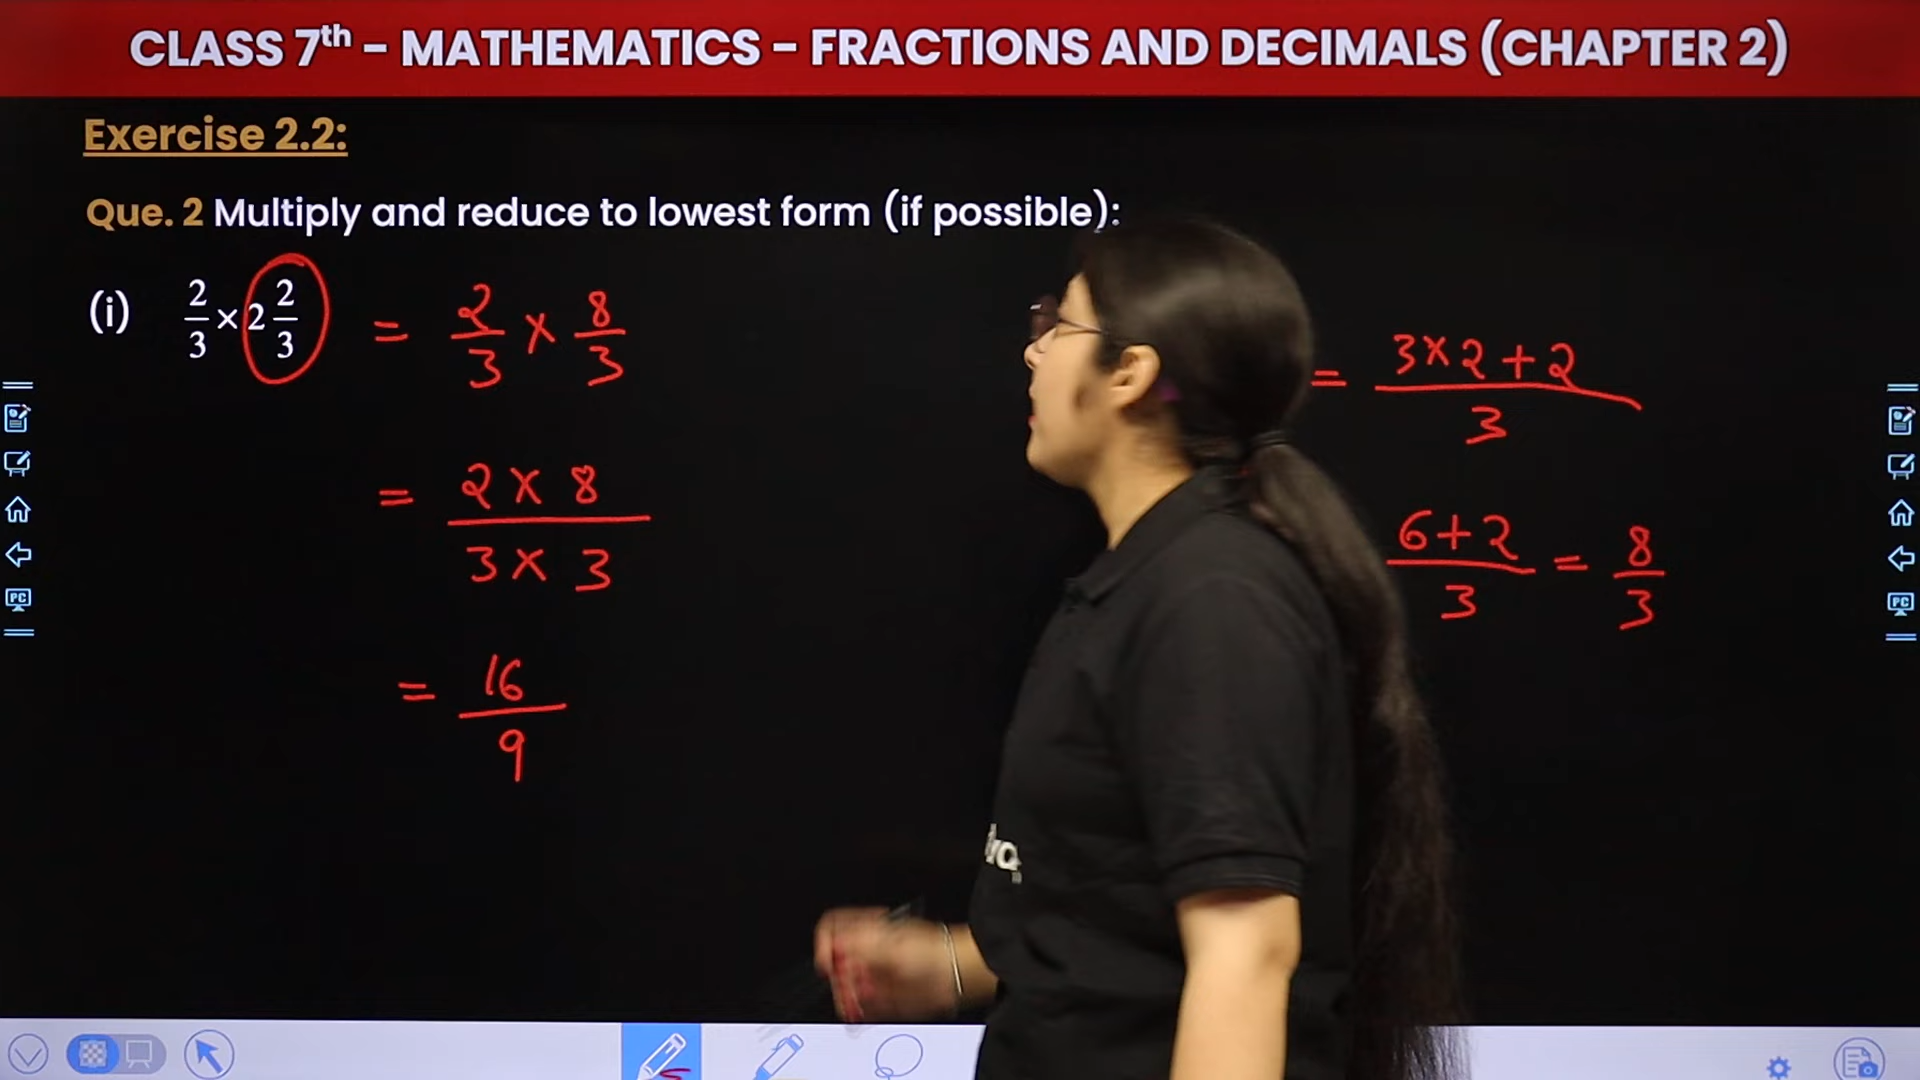 CLASS 7th – MATHEMATICS – FRACTIONS AND DECIMALS (CHAPTER 2)
Exercise 2.2:
Que. 2 Multiply and reduce to lowest form (if possible):
(i) 2/3 × 2 2/3 = 2/3 × 8/3
= 2 × 8 / 3 × 3
= 16/9
= 3×2+2 / 3
6+2 / 3 = 8/3
PC
PC